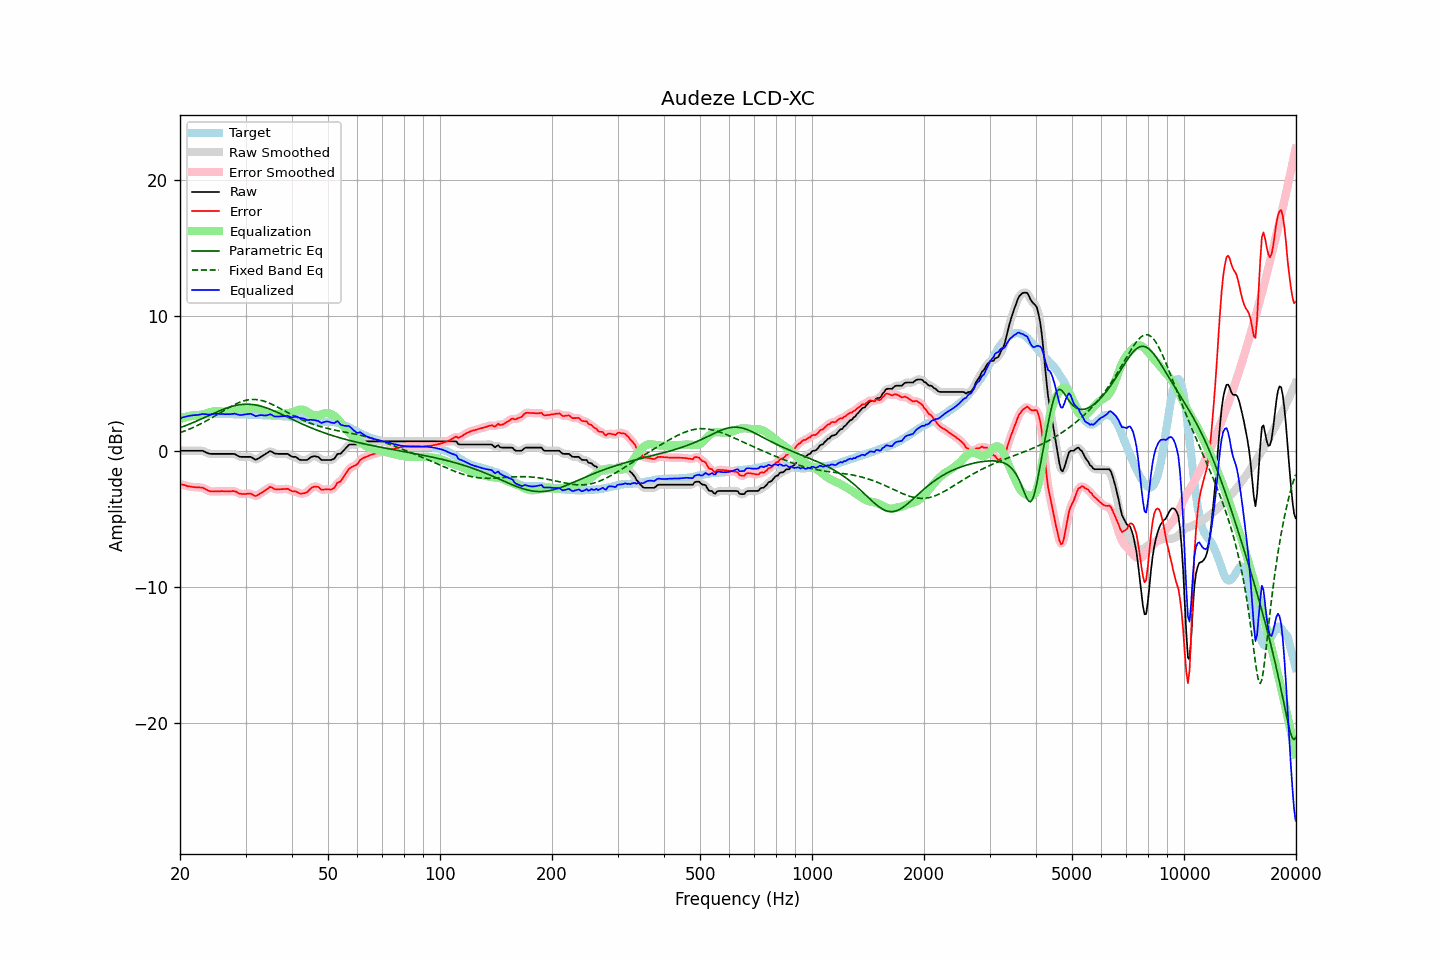 Audeze LCD-XC
Target
Raw Smoothed
Error Smoothed
Raw
Error
Equalization
Parametric Eq
Fixed Band Eq
Equalized
20
10
0
−10
−20
Amplitude (dBr)
20 50 100 200 500 1000 2000 5000 10000 20000
Frequency (Hz)